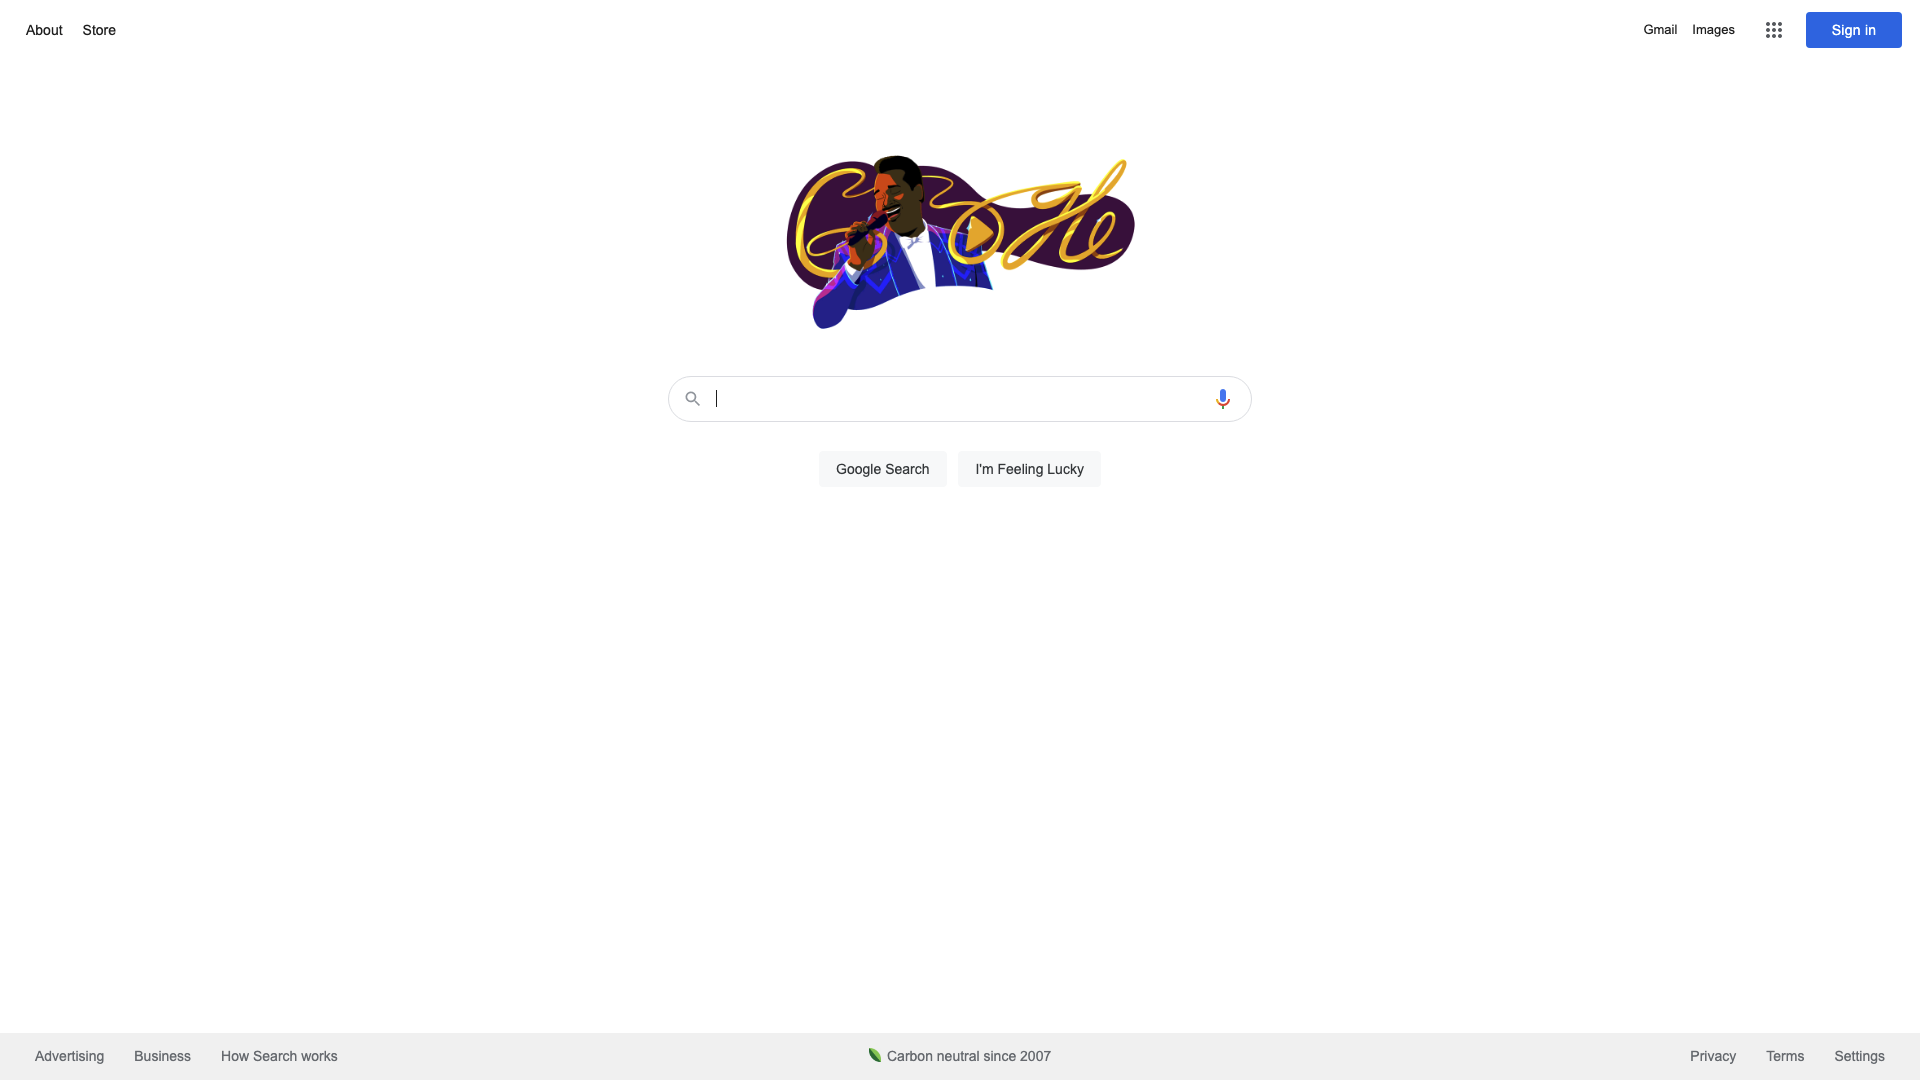 About Store Gmail Images Sign in
Google Search I'm Feeling Lucky
Advertising Business How Search works Carbon neutral since 2007 Privacy Terms Settings